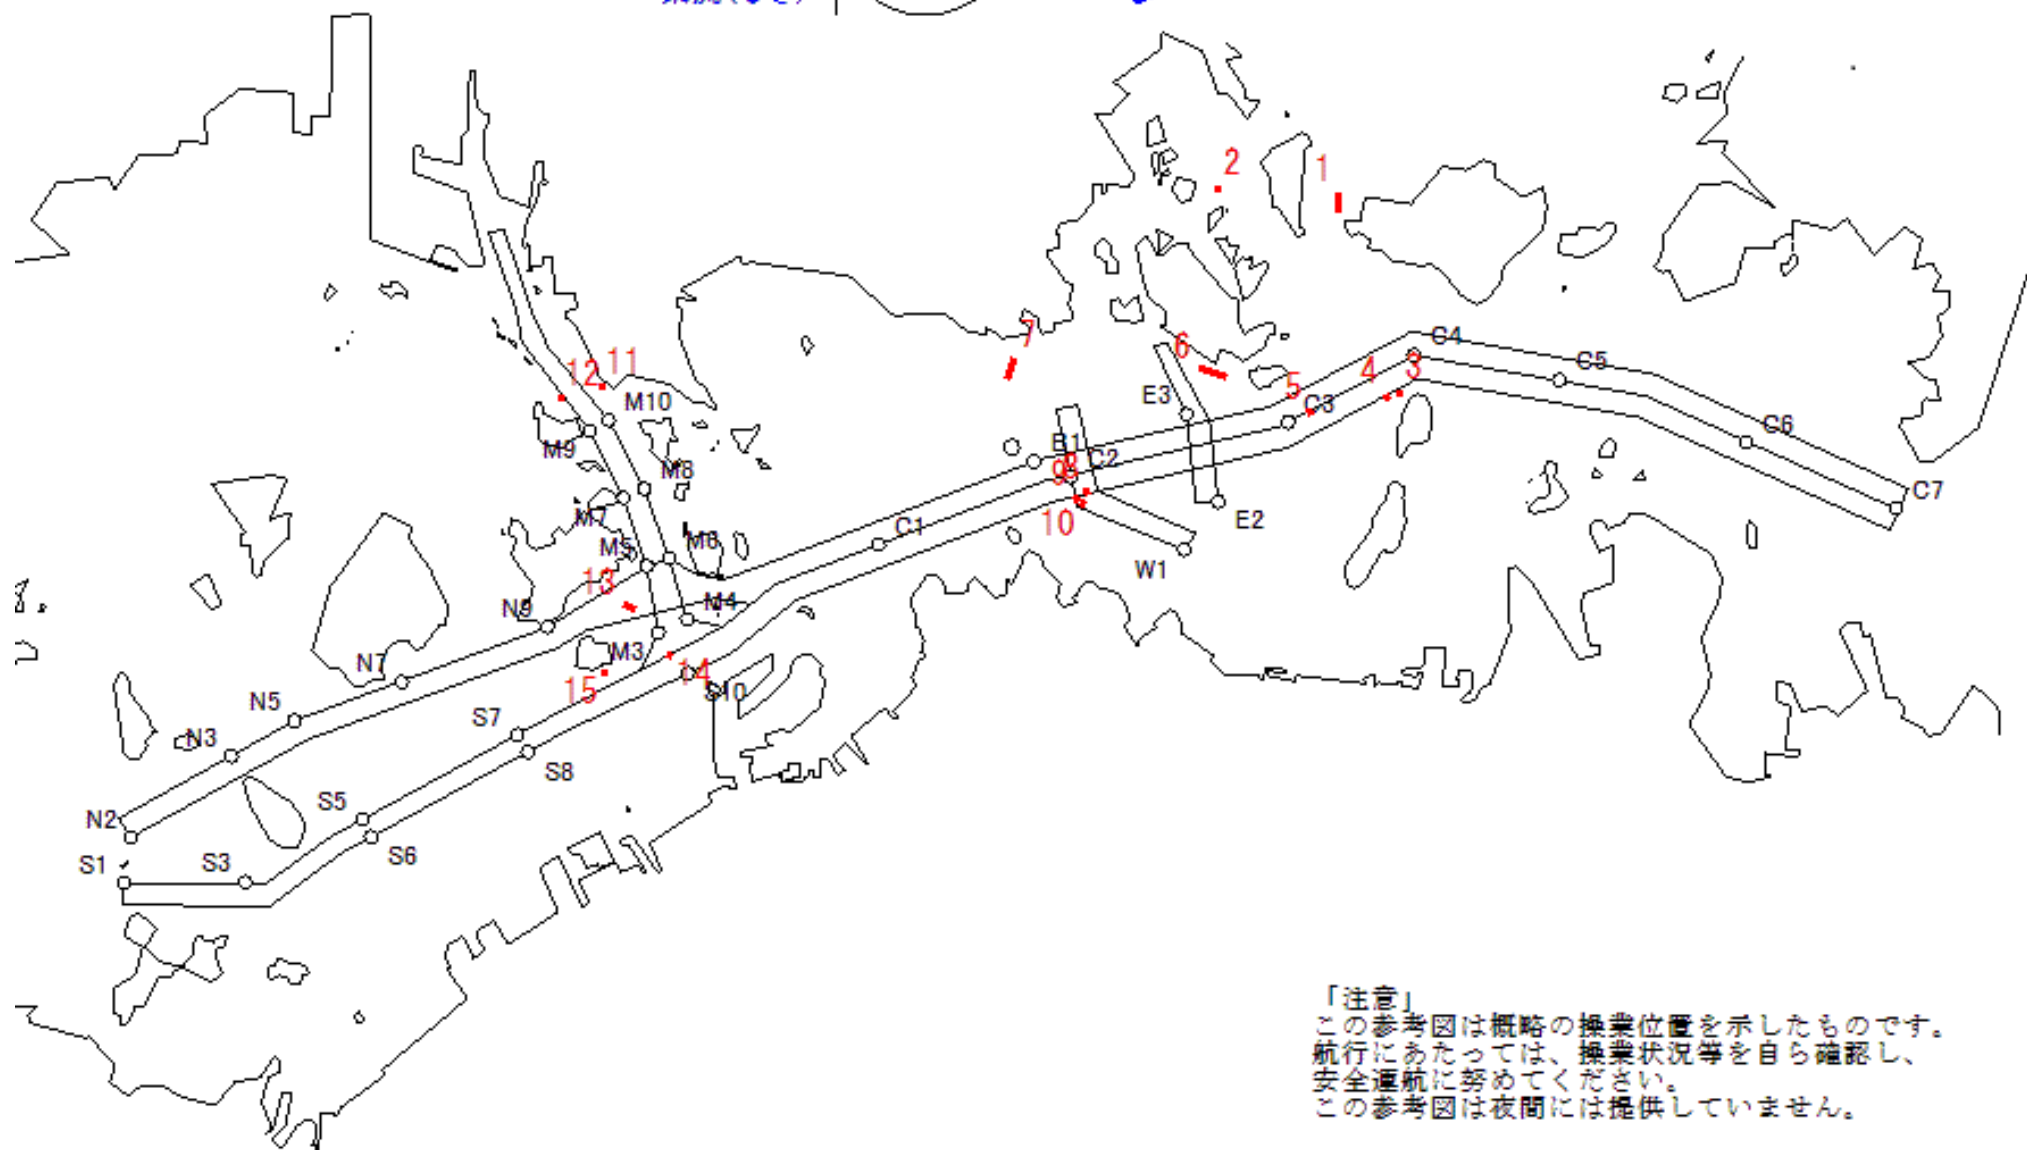 2
1
7
6
C4
4
3
C5
5
C3
11
12
M10
E3
M9
B1
C2
C6
M8
9
8
C7
M7
10
E2
C1
M5
M6
W1
13
N9
M4
M3
N7
14
15
S10
N5
S7
N3
S8
S5
N2
S6
S1
S3
「注意」
この参考図は概略の操業位置を示したものです。
航行にあたっては、操業状況等を自ら確認し、
安全運航に努めてください。
この参考図は夜間には提供していません。